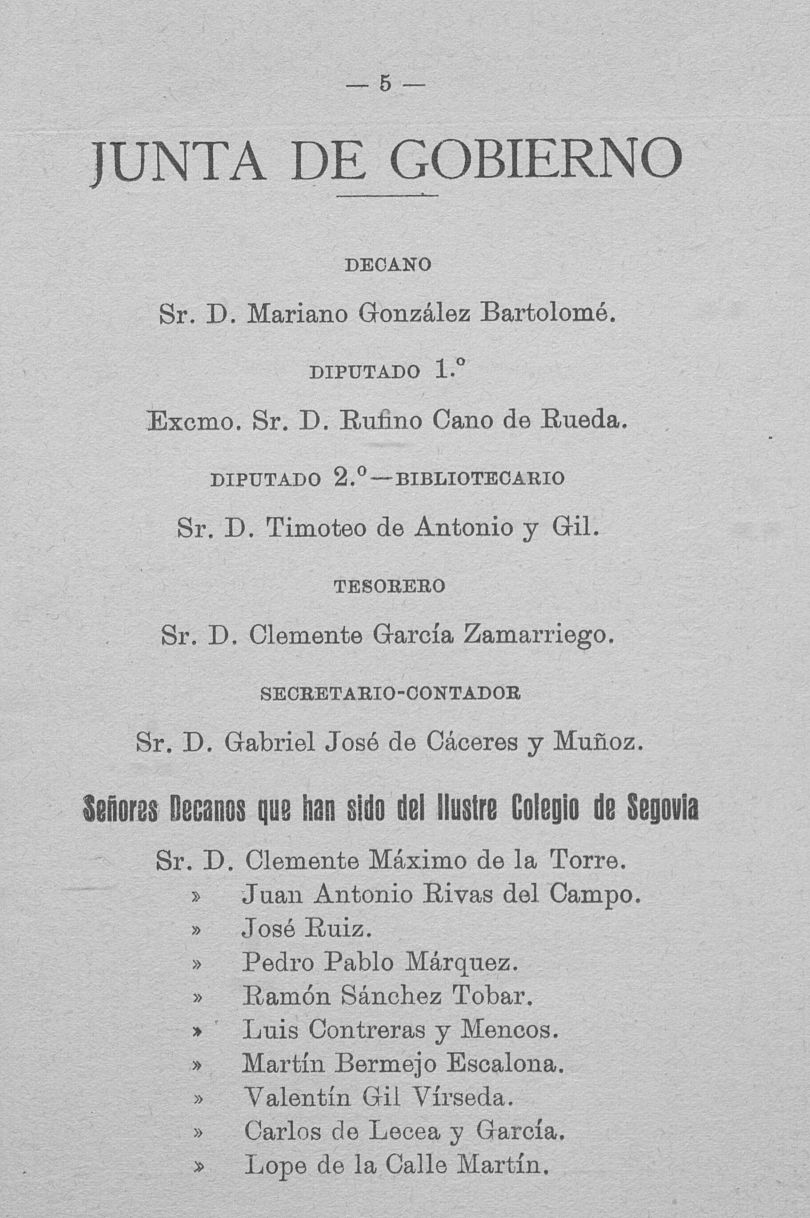 — 5 —
JUNTA DE GOBIERNO
DECANO
Sr. D. Mariano González Bartolomé.
DIPUTADO 1.º
Excmo. Sr. D. Rufino Cano de Rueda.
DIPUTADO 2.º—BIBLIOTECARIO
Sr. D. Timoteo de Antonio y Gil.
TESORERO
Sr. D. Clemente García Zamarriego.
SECRETARIO-CONTADOR
Sr. D. Gabriel José de Cáceres y Muñoz.
Señores Decanos que han sido del Ilustre Colegio de Segovia
Sr. D. Clemente Máximo de la Torre.
» Juan Antonio Rivas del Campo.
» José Ruiz.
» Pedro Pablo Márquez.
» Ramón Sánchez Tobar.
» Luis Contreras y Mencos.
» Martín Bermejo Escalona.
» Valentín Gil Vírseda.
» Carlos de Lecea y García.
» Lope de la Calle Martín.